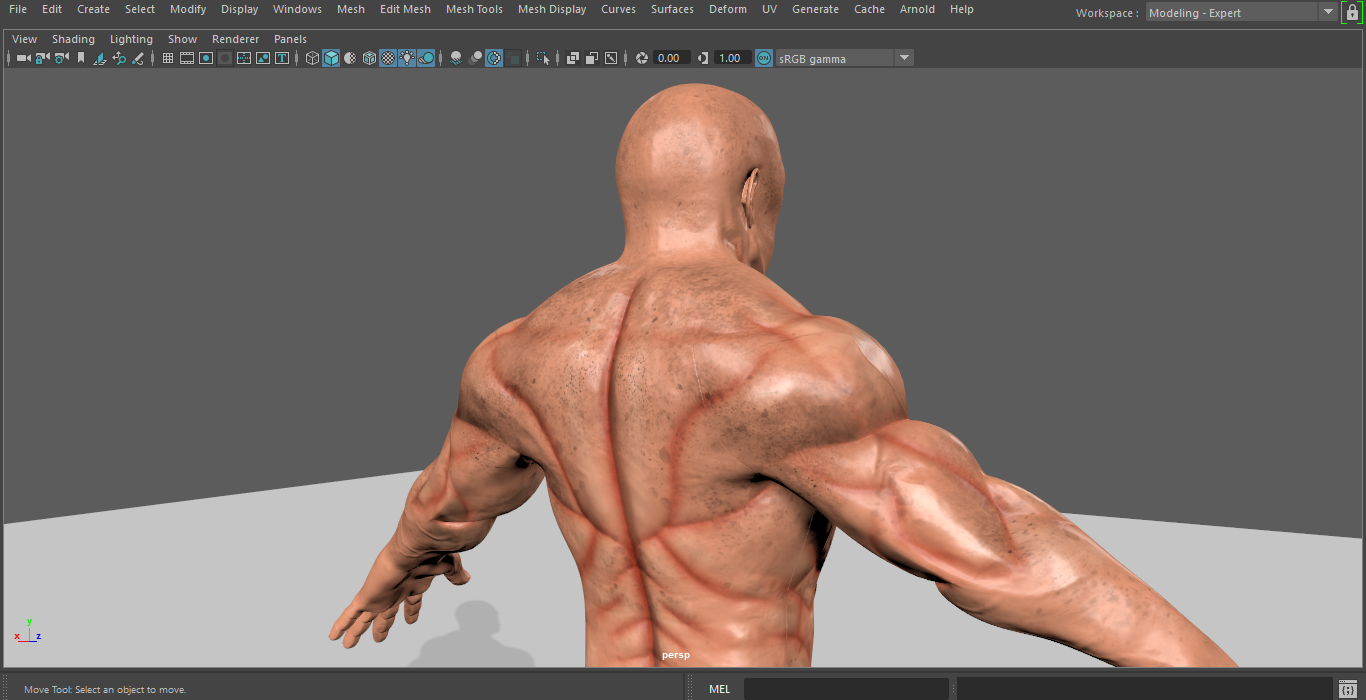 File Edit Create Select Modify Display Windows Mesh Edit Mesh Mesh Tools Mesh Display Curves Surfaces Deform UV Generate Cache Arnold Help Workspace : Modeling - Expert
View Shading Lighting Show Renderer Panels
0.00 1.00 ON sRGB gamma
y
x z
persp
Move Tool: Select an object to move. MEL